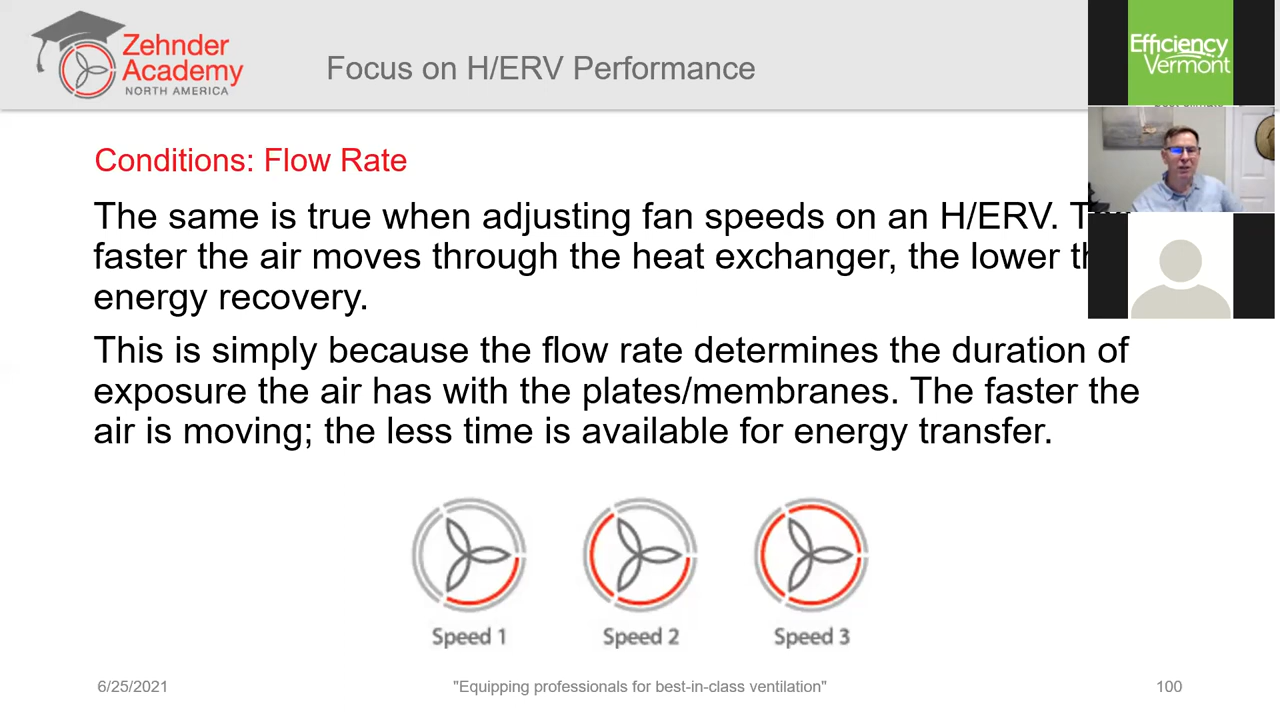 Zehnder
Academy
NORTH AMERICA
Focus on H/ERV Performance
Efficiency
Vermont
Conditions: Flow Rate
The same is true when adjusting fan speeds on an H/ERV.
faster the air moves through the heat exchanger, the lower
energy recovery.
This is simply because the flow rate determines the duration of
exposure the air has with the plates/membranes. The faster the
air is moving; the less time is available for energy transfer.
Speed 1
Speed 2
Speed 3
6/25/2021
"Equipping professionals for best-in-class ventilation"
100